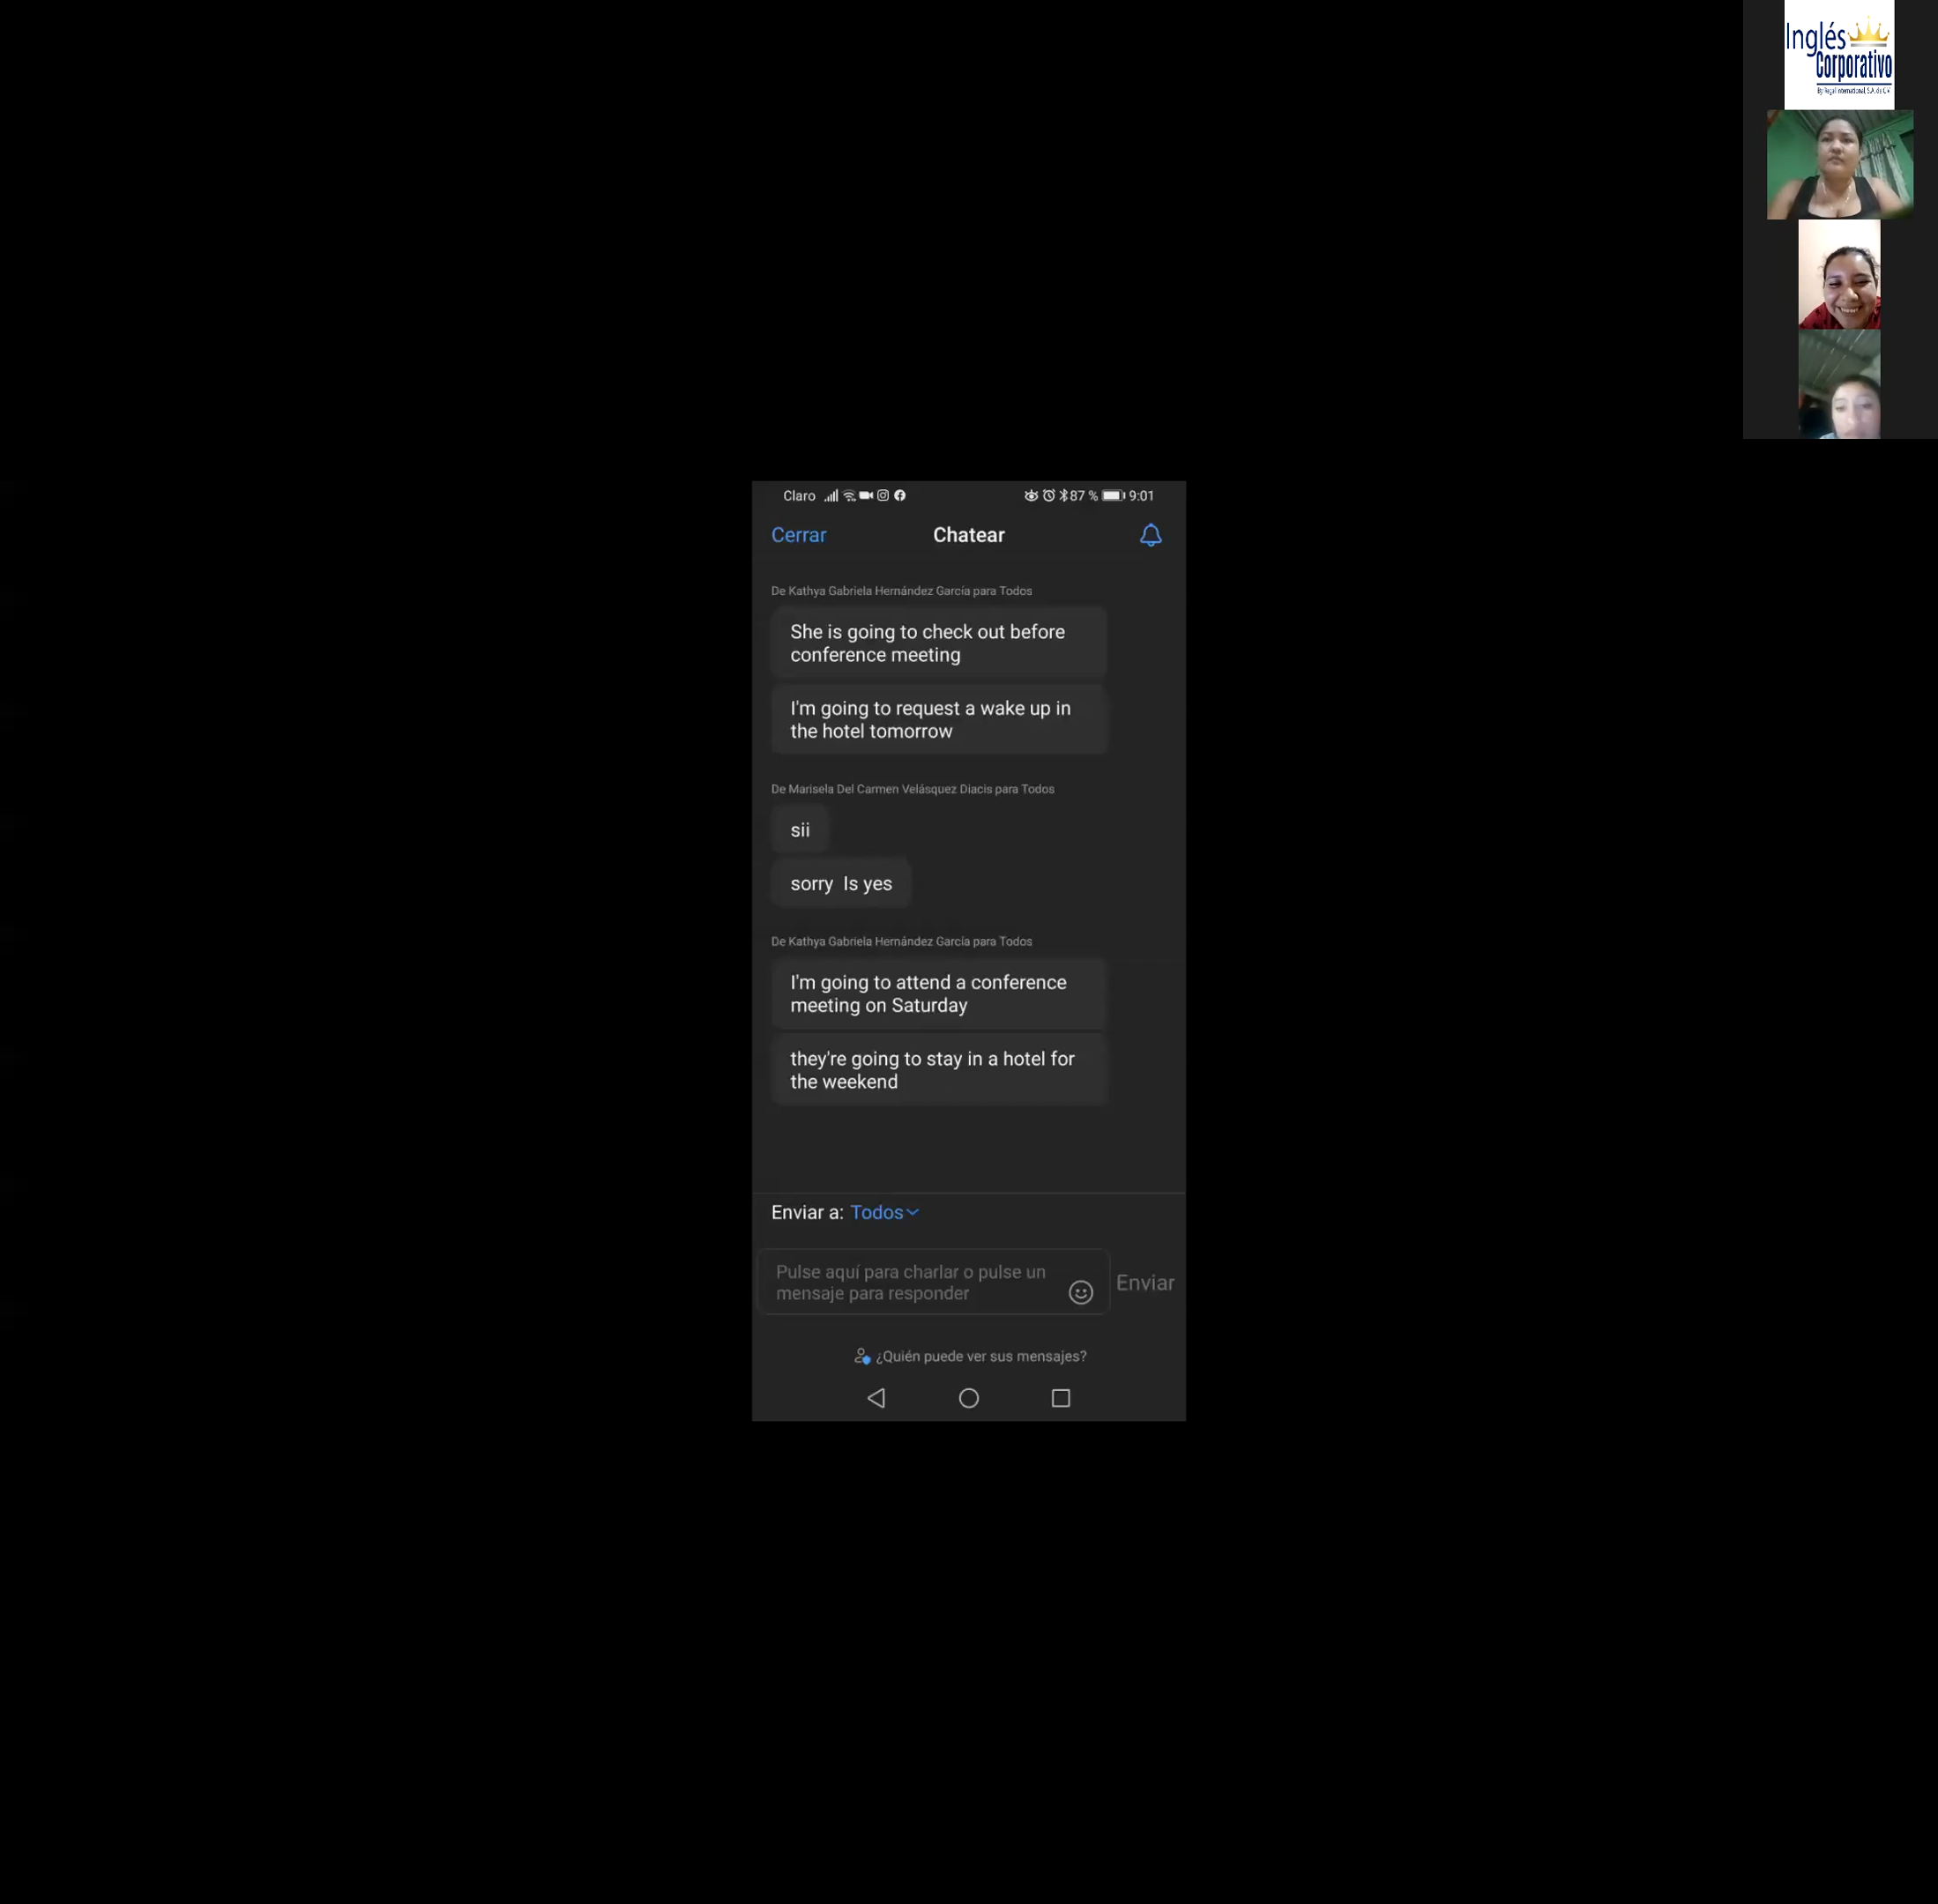 Inglés
Corporativo
Claro 87 % 9:01
Cerrar Chatear
De Kathya Gabriela Hernández García para Todos
She is going to check out before
conference meeting
I'm going to request a wake up in
the hotel tomorrow
De Marisela Del Carmen Velásquez Diacis para Todos
sii
sorry Is yes
De Kathya Gabriela Hernández García para Todos
I'm going to attend a conference
meeting on Saturday
they're going to stay in a hotel for
the weekend
Enviar a: Todos
Pulse aquí para charlar o pulse un
mensaje para responder
Enviar
¿Quién puede ver sus mensajes?